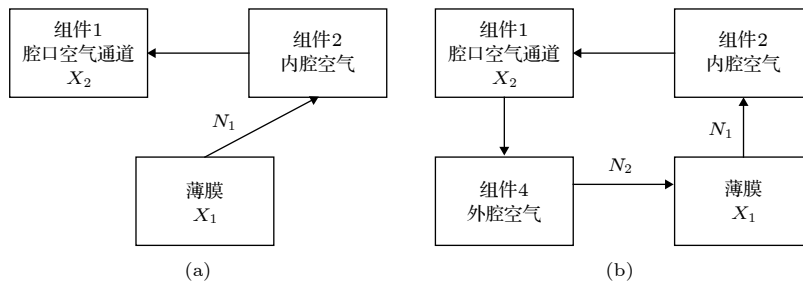 组件1
腔口空气通道
X₂
组件2
内腔空气
N₁
薄膜
X₁
(a)
组件1
腔口空气通道
X₂
组件2
内腔空气
N₁
组件4
外腔空气
N₂
薄膜
X₁
(b)